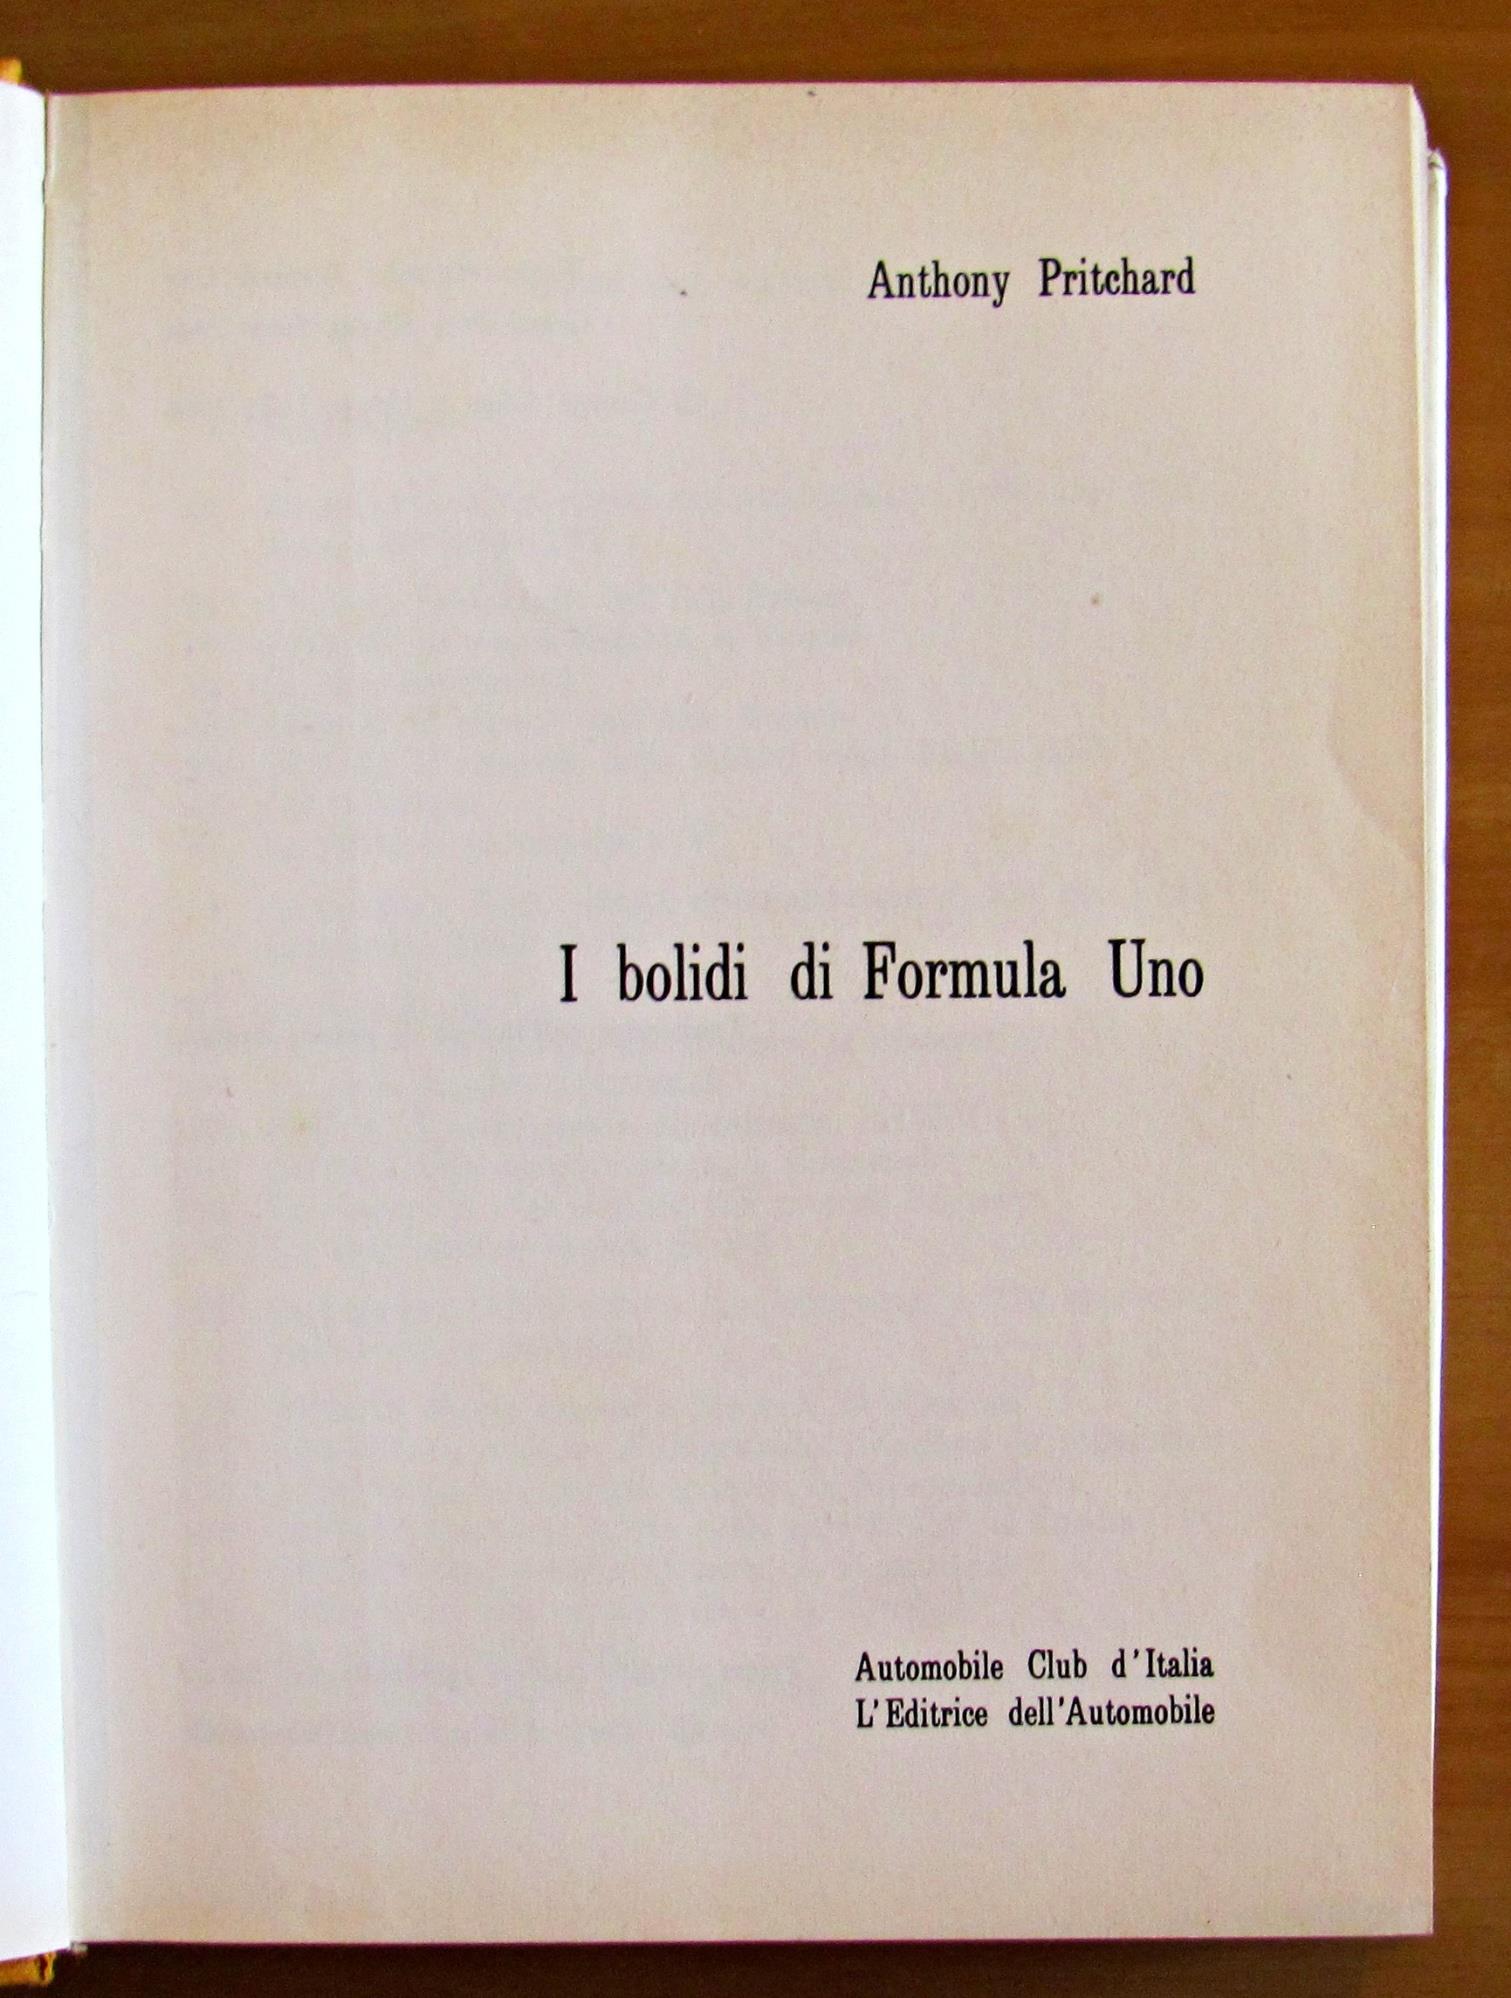 Anthony Pritchard
I bolidi di Formula Uno
Automobile Club d'Italia
L'Editrice dell'Automobile